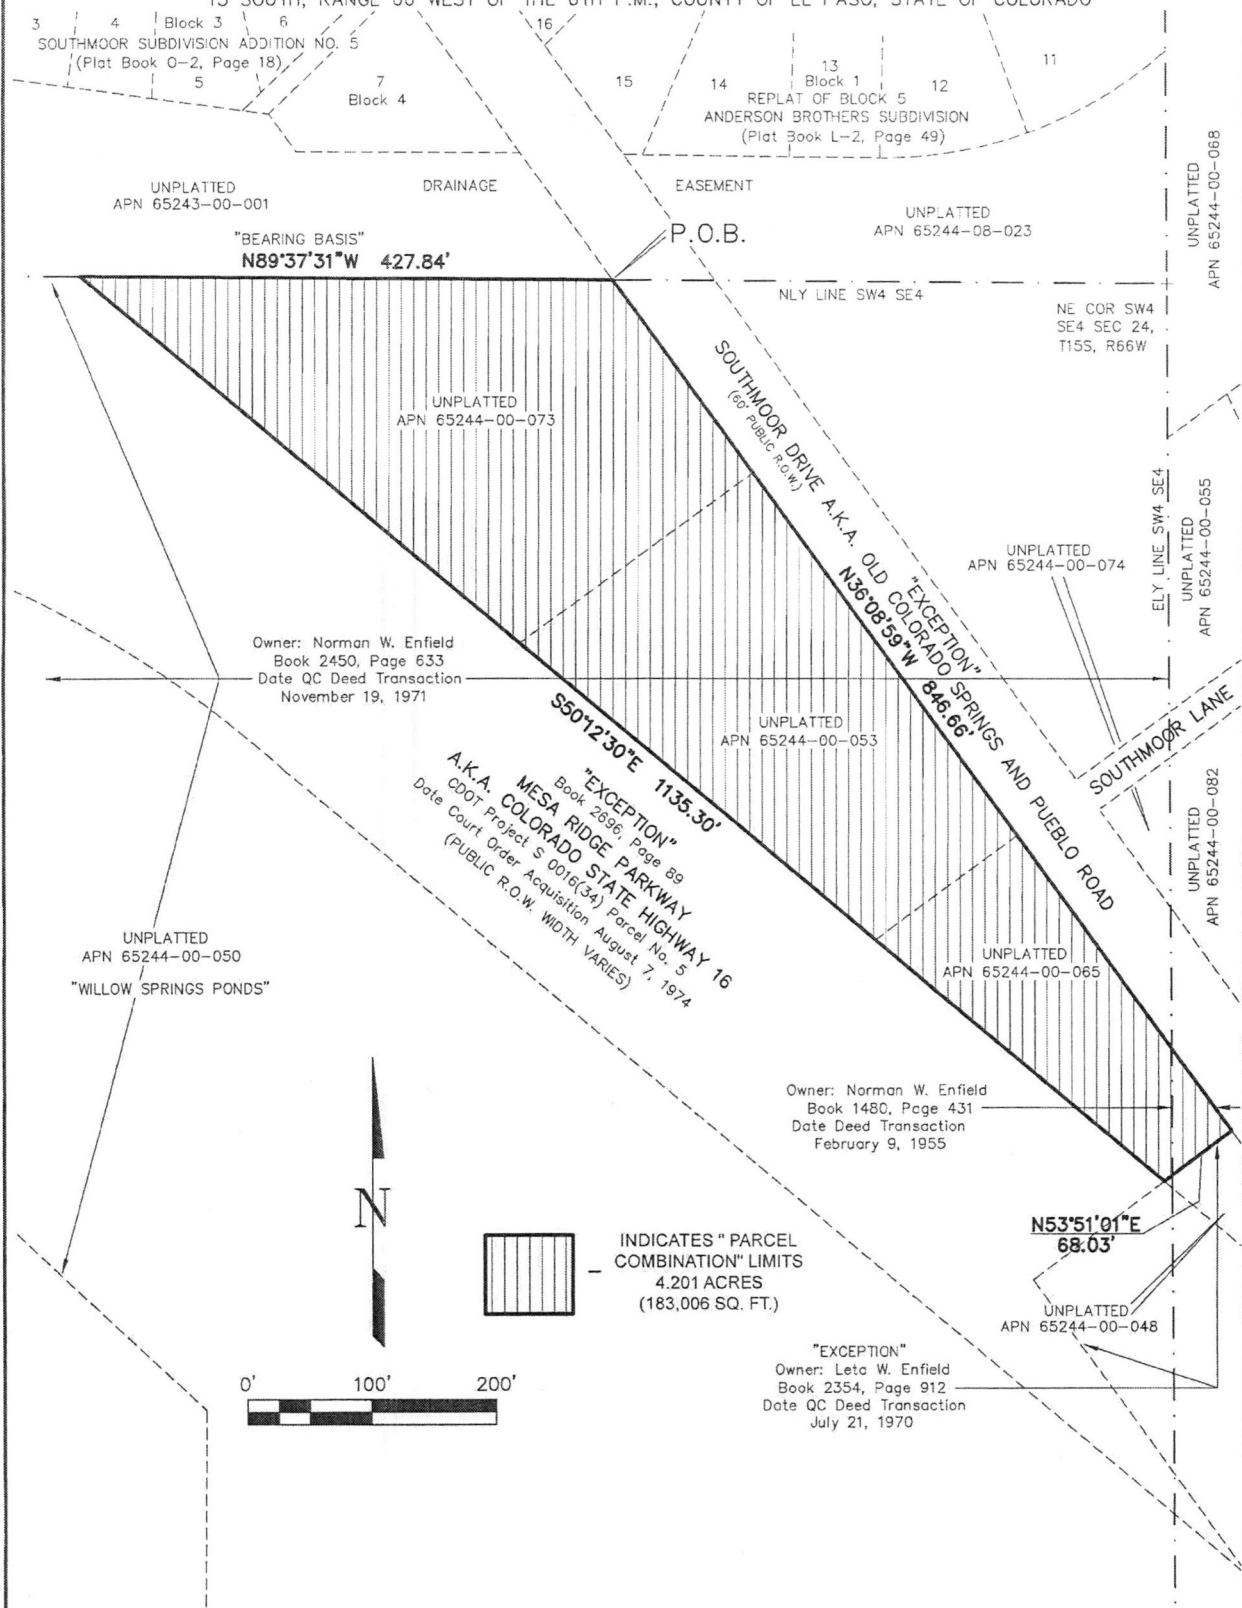 15 SOUTH, RANGE 66 WEST OF THE 6TH P.M., COUNTY OF EL PASO, STATE OF COLORADO
3 4 Block 3 6
SOUTHMOOR SUBDIVISION ADDITION NO. 5
(Plat Book O-2, Page 18)
5
7
Block 4
16
15
14
13
Block 1
12
11
REPLAT OF BLOCK 5
ANDERSON BROTHERS SUBDIVISION
(Plat Book L-2, Page 49)
UNPLATTED
APN 65244-00-068
UNPLATTED
APN 65243-00-001
DRAINAGE EASEMENT
UNPLATTED
APN 65244-08-023
"BEARING BASIS"
N89°37'31"W 427.84'
P.O.B.
NLY LINE SW4 SE4
NE COR SW4
SE4 SEC 24,
T15S, R66W
SOUTHMOOR DRIVE A.K.A. OLD COLORADO SPRINGS AND PUEBLO ROAD
(60' PUBLIC R.O.W.)
"EXCEPTION"
N36°08'59"W 846.66'
UNPLATTED
APN 65244-00-073
UNPLATTED
APN 65244-00-074
ELY LINE SW4 SE4
UNPLATTED
APN 65244-00-055
Owner: Norman W. Enfield
Book 2450, Page 633
Date QC Deed Transaction
November 19, 1971
UNPLATTED
APN 65244-00-053
SOUTHMOOR LANE
S50°12'30"E 1135.30'
"EXCEPTION"
Book 2696, Page 89
MESA RIDGE PARKWAY
A.K.A. COLORADO STATE HIGHWAY 16
CDOT Project S 0016(34) Parcel No. 5
Date Court Order Acquisition August 7, 1974
(PUBLIC R.O.W. WIDTH VARIES)
UNPLATTED
APN 65244-00-082
UNPLATTED
APN 65244-00-050
"WILLOW SPRINGS PONDS"
UNPLATTED
APN 65244-00-065
Owner: Norman W. Enfield
Book 1480, Page 431
Date Deed Transaction
February 9, 1955
N
N53°51'01"E
68.03'
INDICATES " PARCEL
COMBINATION" LIMITS
4.201 ACRES
(183,006 SQ. FT.)
UNPLATTED
APN 65244-00-048
"EXCEPTION"
Owner: Leta W. Enfield
Book 2354, Page 912
Date QC Deed Transaction
July 21, 1970
0' 100' 200'